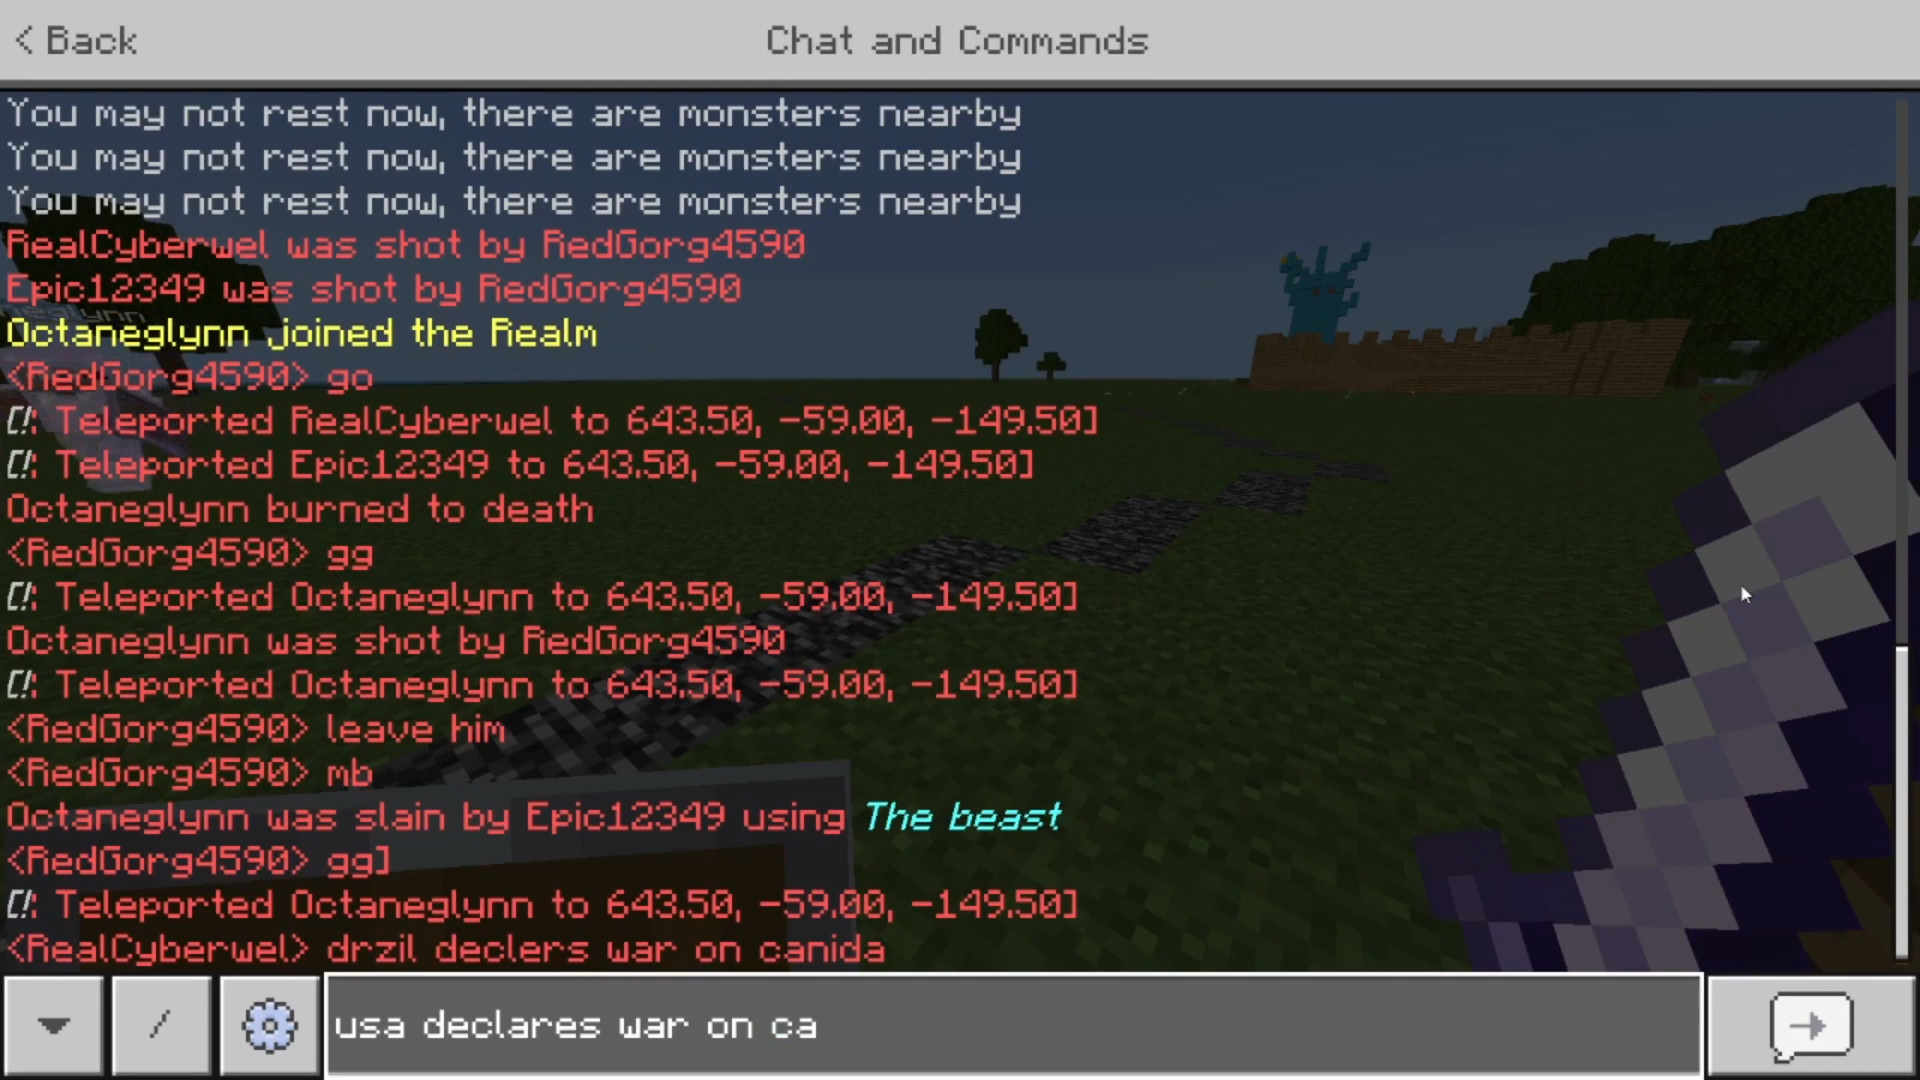 < Back
Chat and Commands
You may not rest now, there are monsters nearby
You may not rest now, there are monsters nearby
You may not rest now, there are monsters nearby
RealCyberwel was shot by RedGorg4590
Epic12349 was shot by RedGorg4590
Octaneglynn joined the Realm
<RedGorg4590> go
[!: Teleported RealCyberwel to 643.50, -59.00, -149.50]
[!: Teleported Epic12349 to 643.50, -59.00, -149.50]
Octaneglynn burned to death
<RedGorg4590> gg
[!: Teleported Octaneglynn to 643.50, -59.00, -149.50]
Octaneglynn was shot by RedGorg4590
[!: Teleported Octaneglynn to 643.50, -59.00, -149.50]
<RedGorg4590> leave him
<RedGorg4590> mb
Octaneglynn was slain by Epic12349 using The beast
<RedGorg4590> gg]
[!: Teleported Octaneglynn to 643.50, -59.00, -149.50]
<RealCyberwel> drzil declers war on canida
/
usa declares war on ca